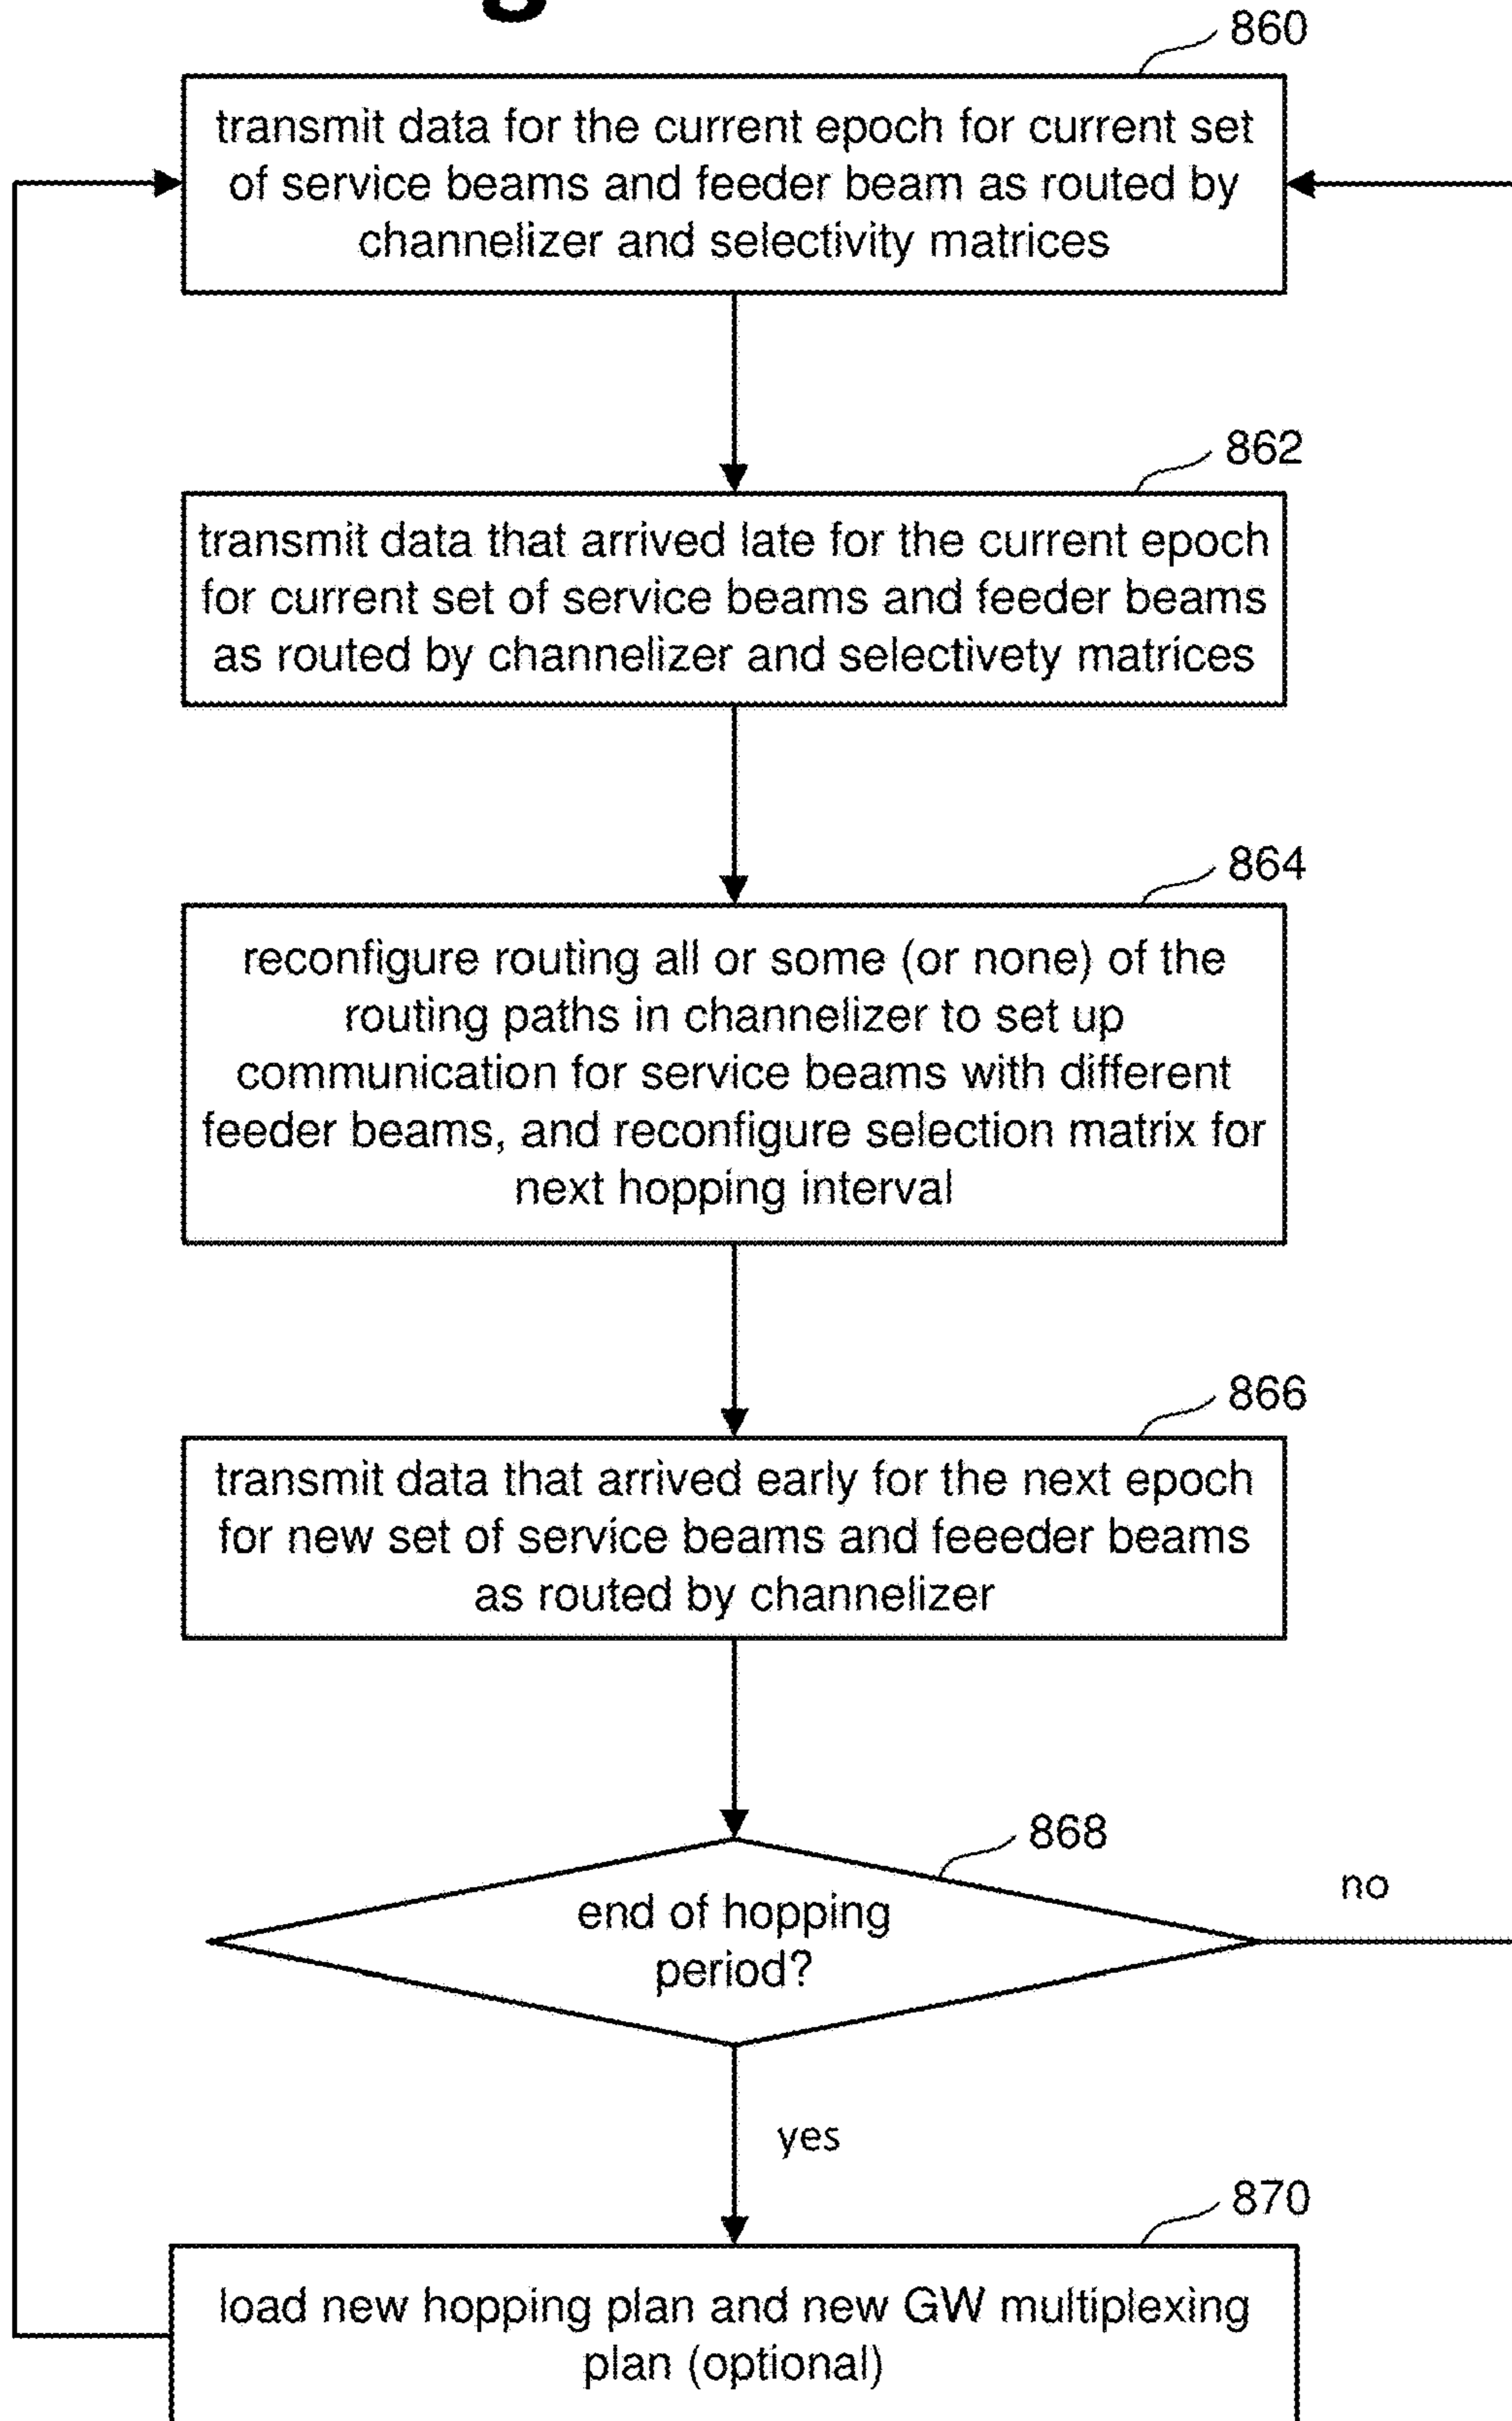 860
transmit data for the current epoch for current set
of service beams and feeder beam as routed by
channelizer and selectivity matrices
862
transmit data that arrived late for the current epoch
for current set of service beams and feeder beams
as routed by channelizer and selectivety matrices
864
reconfigure routing all or some (or none) of the
routing paths in channelizer to set up
communication for service beams with different
feeder beams, and reconfigure selection matrix for
next hopping interval
866
transmit data that arrived early for the next epoch
for new set of service beams and feeeder beams
as routed by channelizer
868
end of hopping
period?
no
yes
870
load new hopping plan and new GW multiplexing
plan (optional)